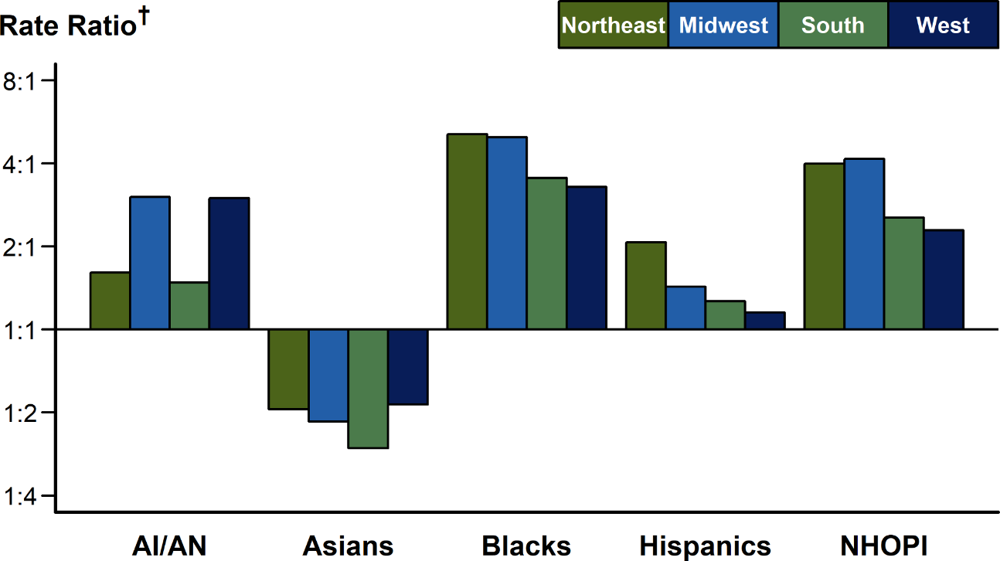 Rate Ratio†
Northeast Midwest South West
8:1
4:1
2:1
1:1
1:2
1:4
AI/AN Asians Blacks Hispanics NHOPI